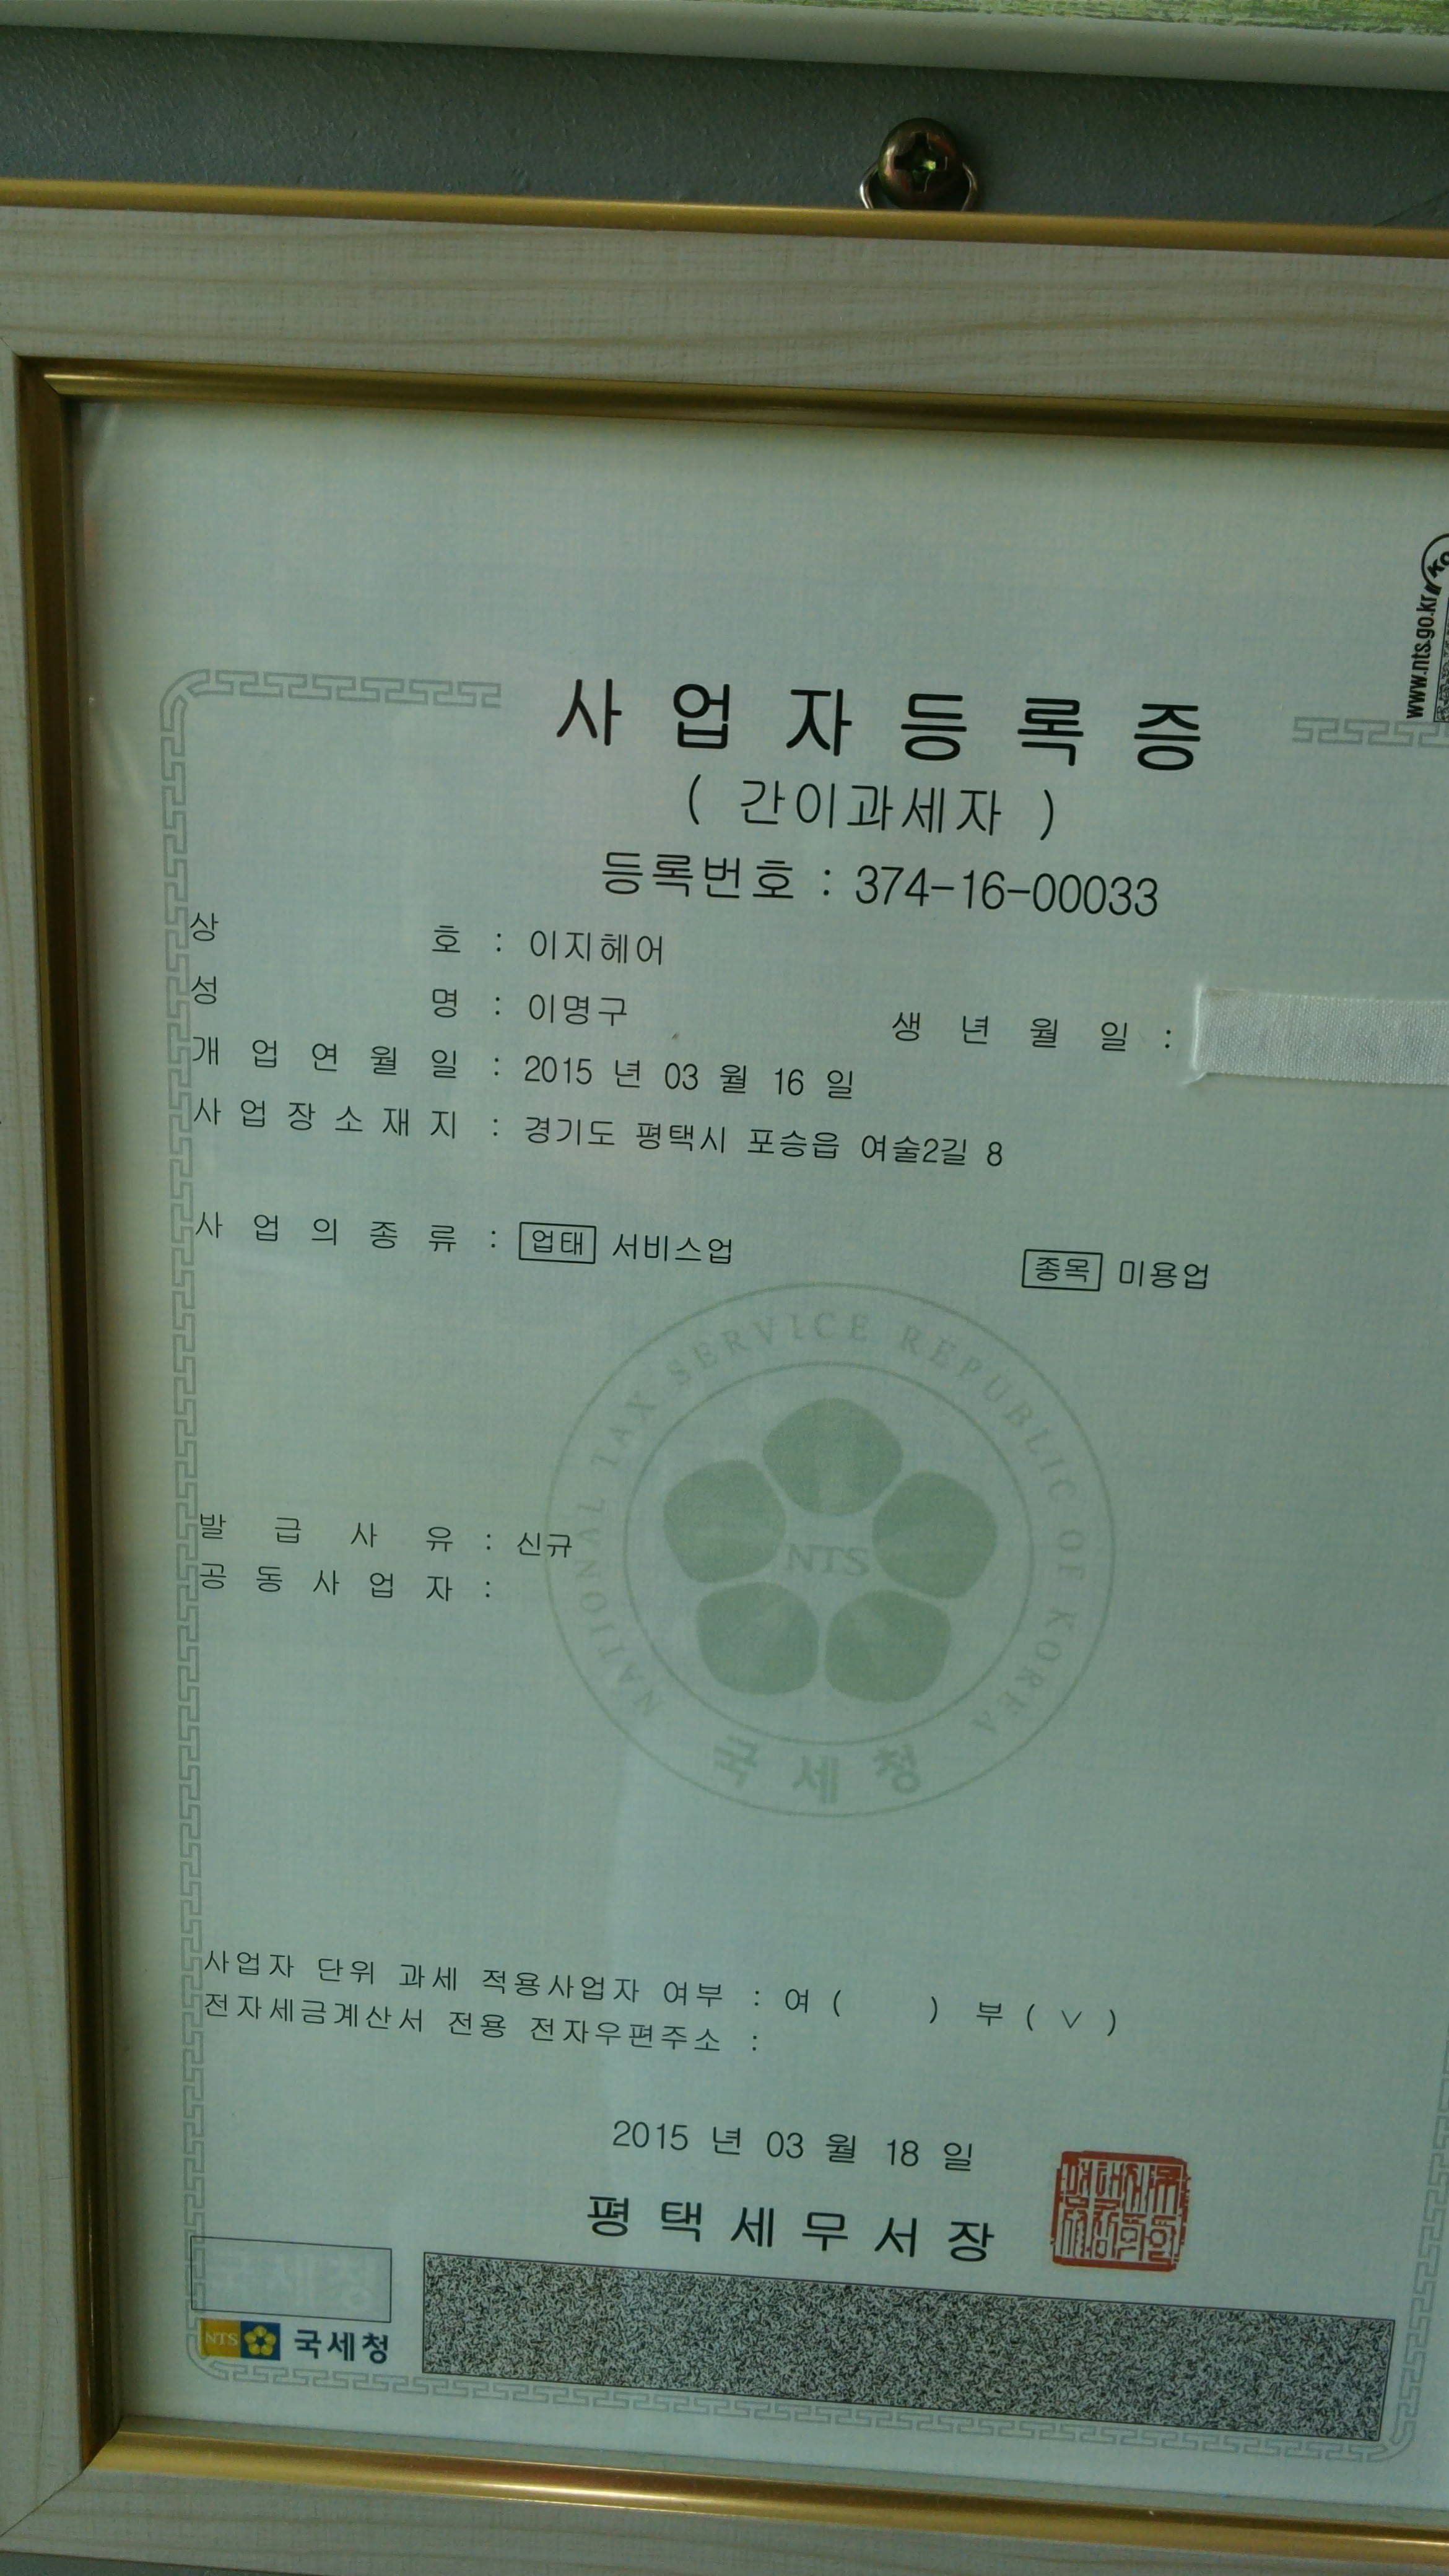 www.nts.go.kr
사업자등록증
( 간이과세자 )
등록번호 : 374-16-00033
상 호 : 이지헤어
성 명 : 이명구 생 년 월 일 :
개 업 연 월 일 : 2015 년 03 월 16 일
사 업 장 소 재 지 : 경기도 평택시 포승읍 여술2길 8
사 업 의 종 류 : 업태 서비스업 종목 미용업
NATIONAL TAX SERVICE REPUBLIC OF KOREA
NTS
국세청
발 급 사 유 : 신규
공 동 사 업 자 :
사업자 단위 과세 적용사업자 여부 : 여 ( ) 부 ( ∨ )
전자세금계산서 전용 전자우편주소 :
2015 년 03 월 18 일
평 택 세 무 서 장
국세청
NTS 국세청